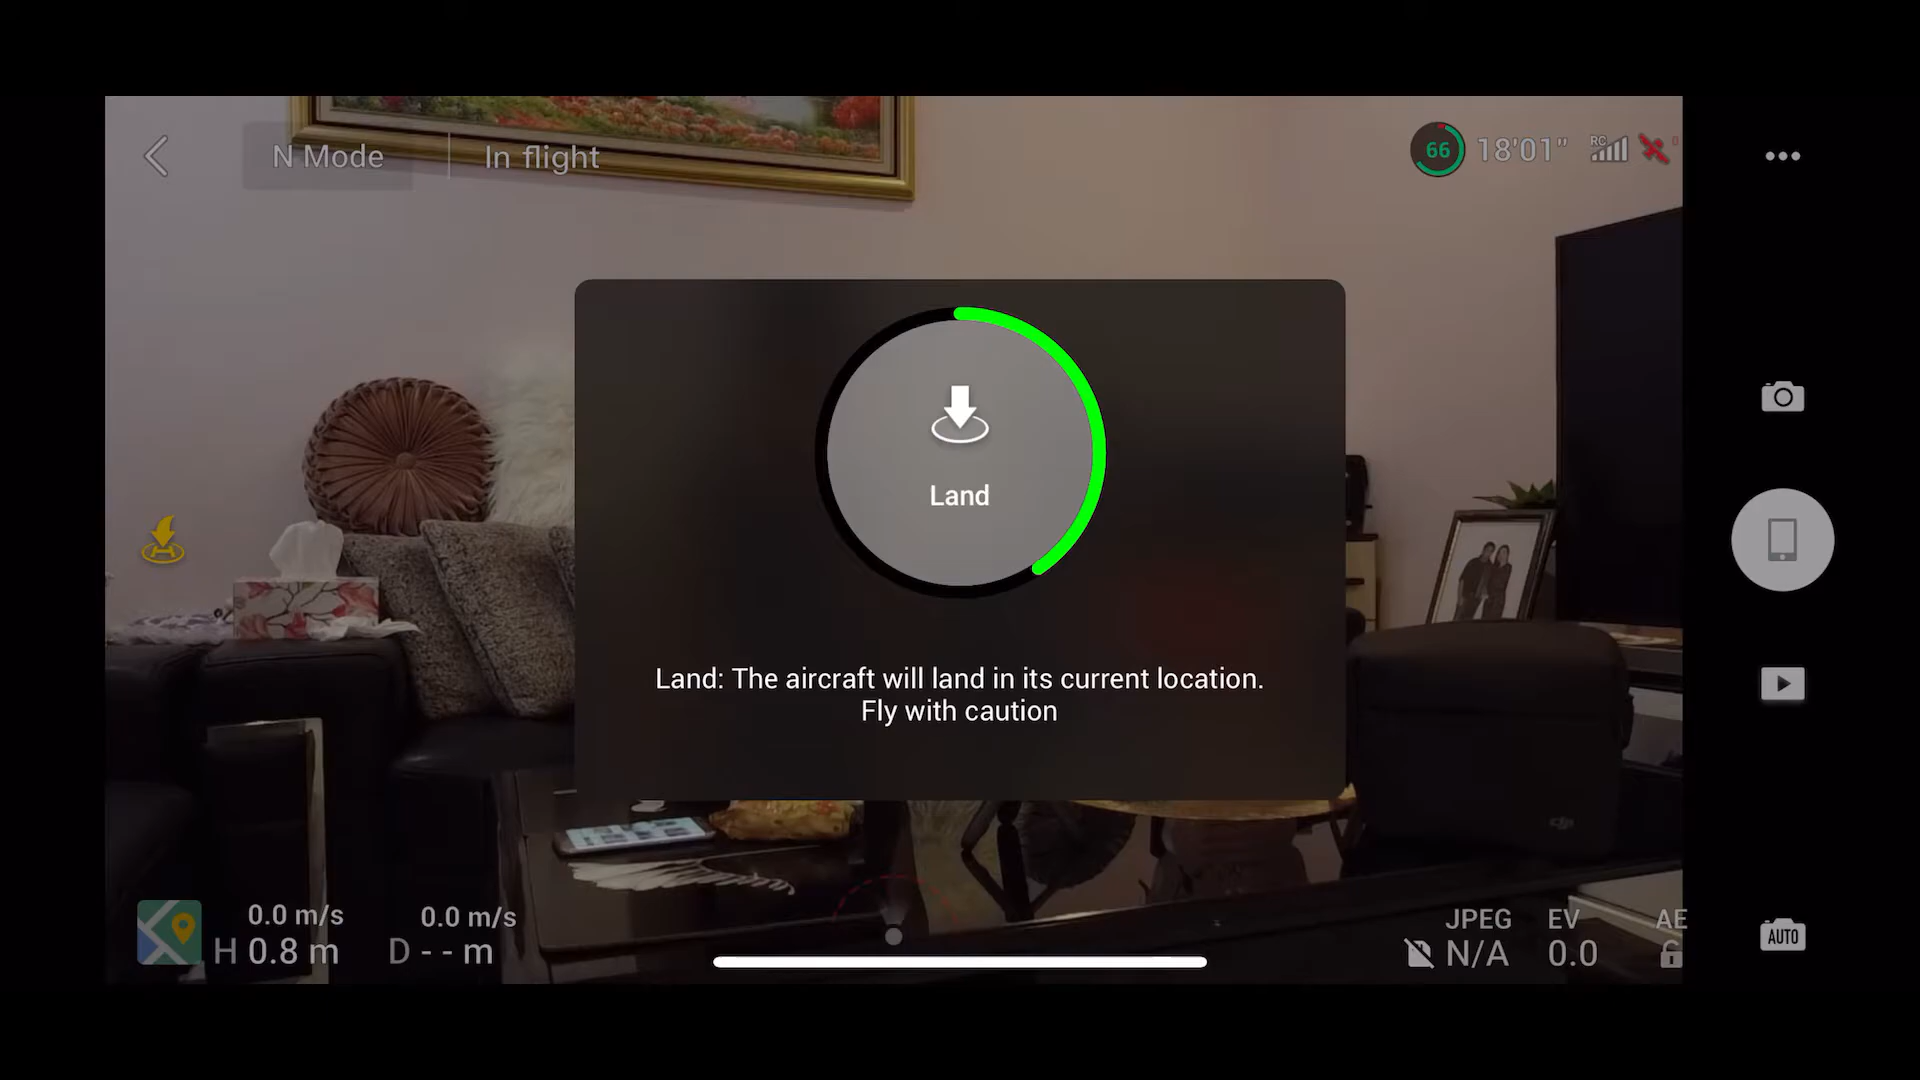 N Mode
In flight
66
18'01"
RC
Land
Land: The aircraft will land in its current location.
Fly with caution
0.0 m/s
0.0 m/s
H 0.8 m
D - - m
JPEG
EV
AE
N/A
0.0
AUTO
dji